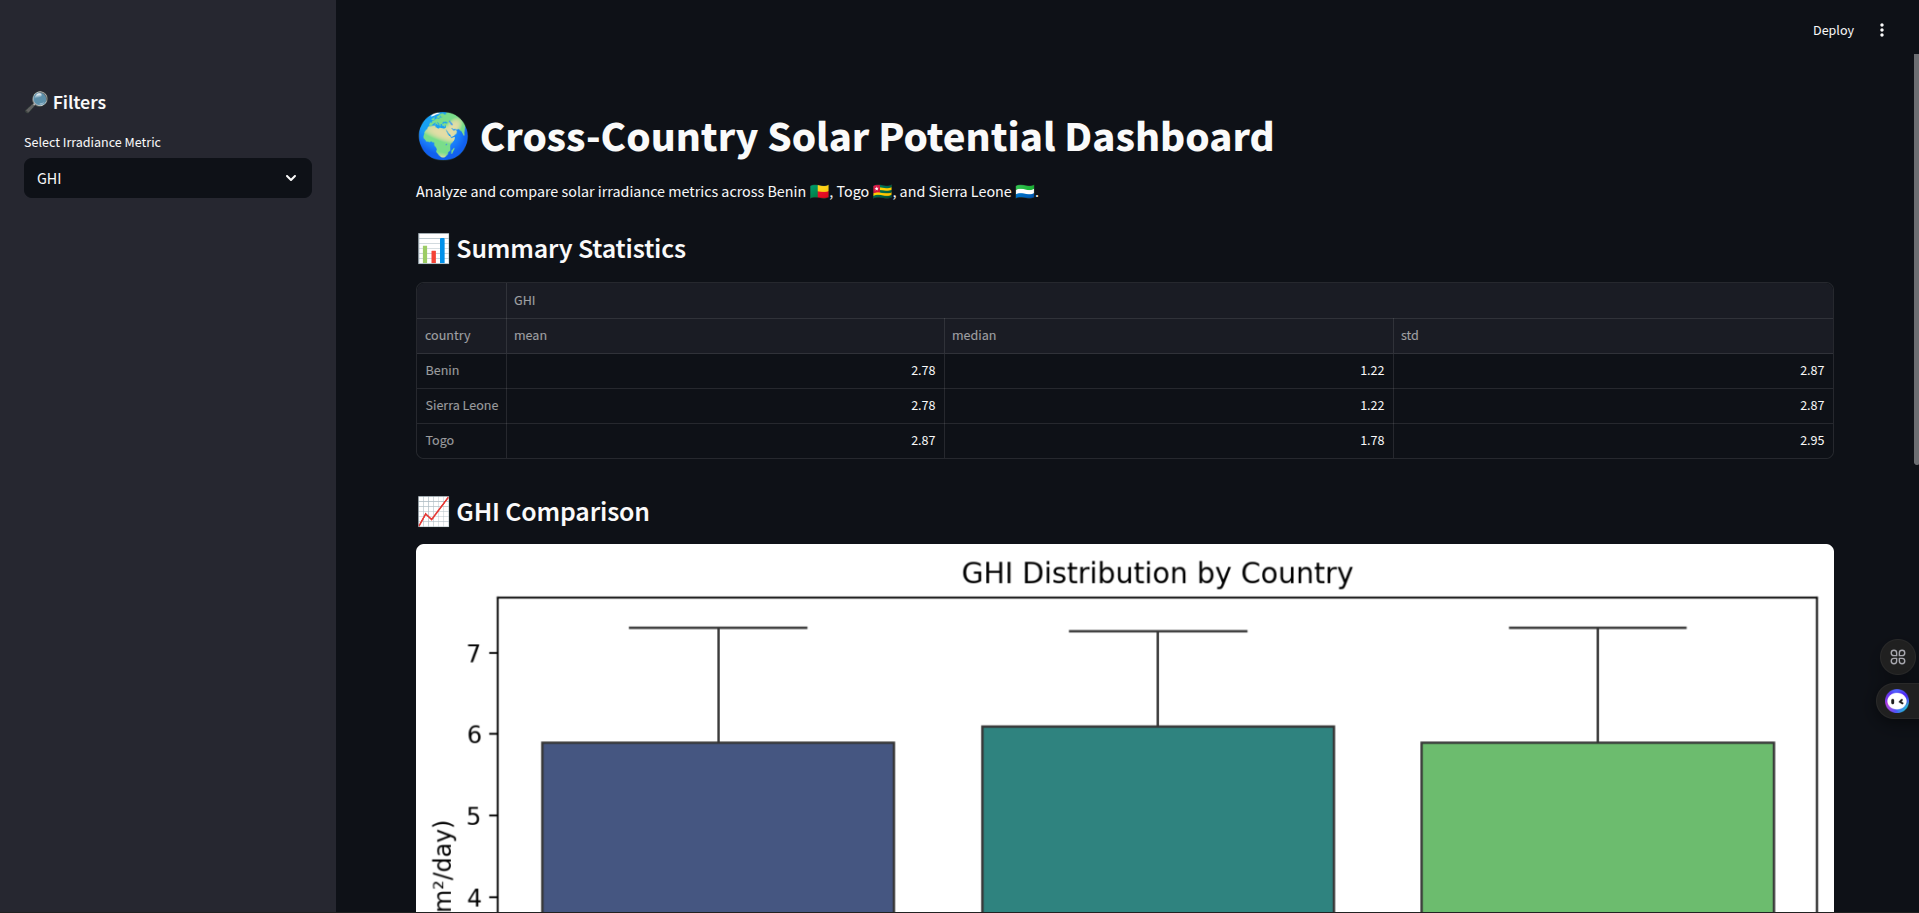 Deploy
🔎 Filters
Select Irradiance Metric
GHI
🌍 Cross-Country Solar Potential Dashboard
Analyze and compare solar irradiance metrics across Benin 🇧🇯, Togo 🇹🇬, and Sierra Leone 🇸🇱.
📊 Summary Statistics
GHI
country mean median std
Benin 2.78 1.22 2.87
Sierra Leone 2.78 1.22 2.87
Togo 2.87 1.78 2.95
📈 GHI Comparison
GHI Distribution by Country
7
6
5
4
m²/day)